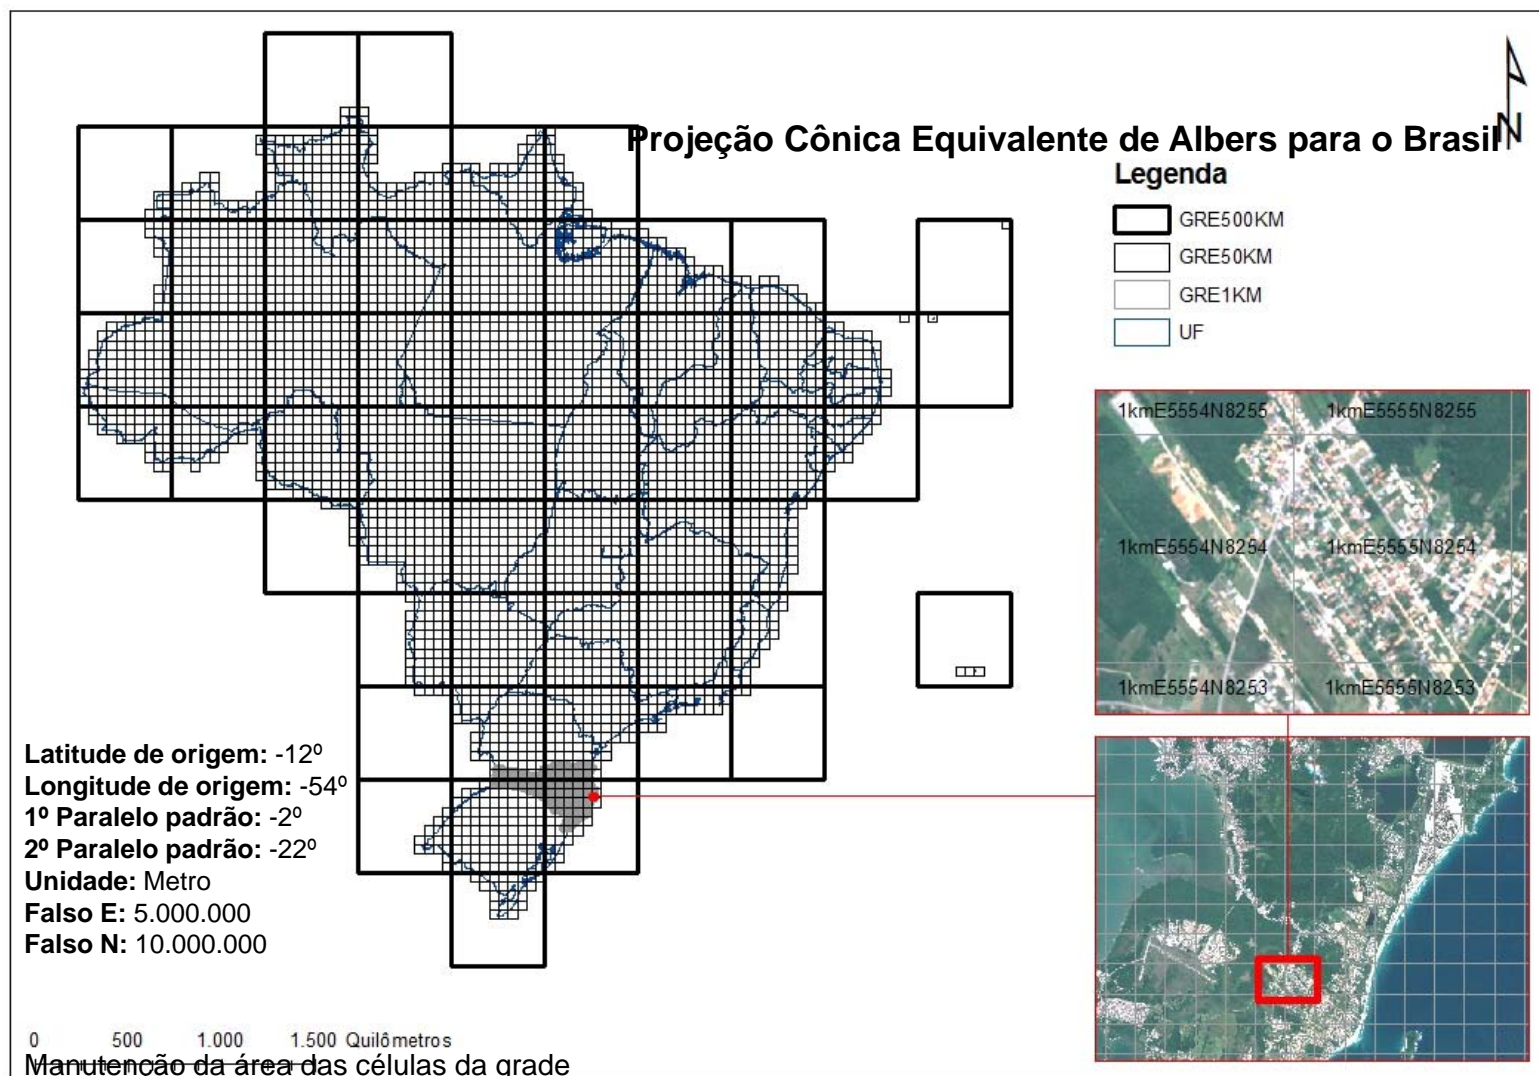 Projeção Cônica Equivalente de Albers para o Brasil
N
Legenda
GRE500KM
GRE50KM
GRE1KM
UF
1kmE5554N8255 1kmE5555N8255
1kmE5554N8254 1kmE5555N8254
1kmE5554N8253 1kmE5555N8253
Latitude de origem: -12º
Longitude de origem: -54º
1º Paralelo padrão: -2º
2º Paralelo padrão: -22º
Unidade: Metro
Falso E: 5.000.000
Falso N: 10.000.000
0 500 1.000 1.500 Quilômetros
Manutenção da área das células da grade